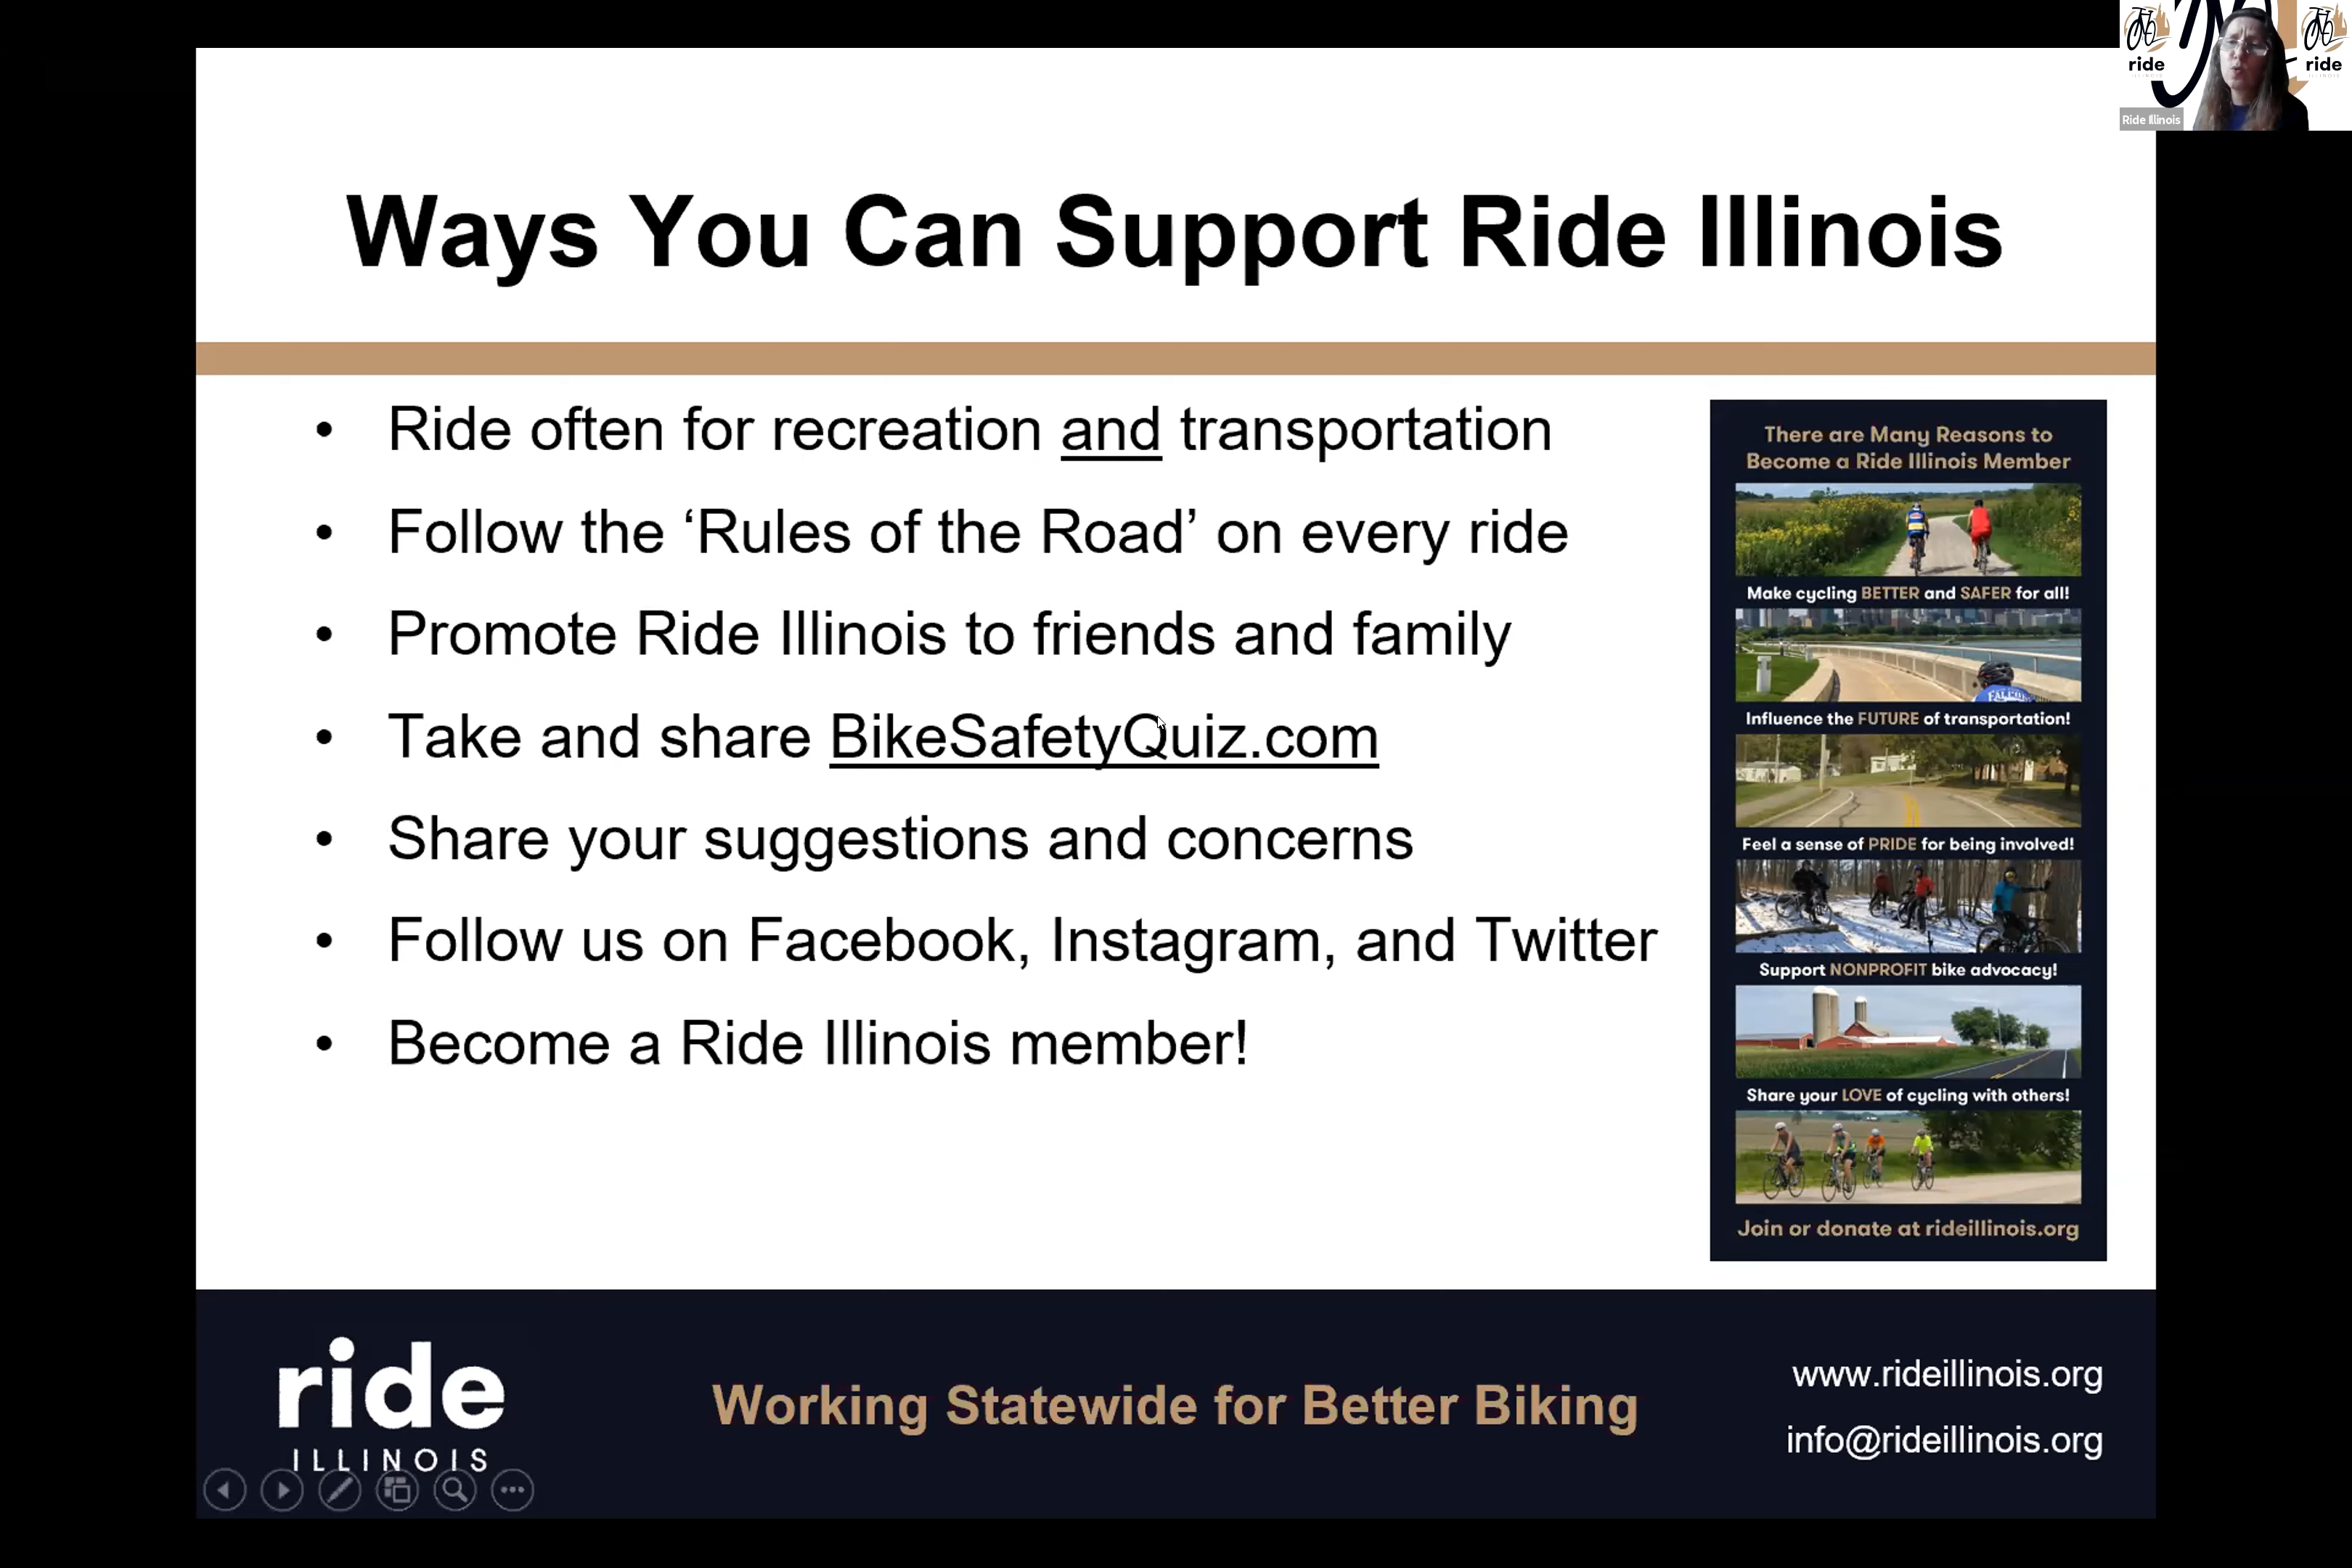 ride
ride
Ride Illinois
Ways You Can Support Ride Illinois
• Ride often for recreation and transportation
• Follow the ‘Rules of the Road’ on every ride
• Promote Ride Illinois to friends and family
• Take and share BikeSafetyQuiz.com
• Share your suggestions and concerns
• Follow us on Facebook, Instagram, and Twitter
• Become a Ride Illinois member!
There are Many Reasons to
Become a Ride Illinois Member
Make cycling BETTER and SAFER for all!
Influence the FUTURE of transportation!
Feel a sense of PRIDE for being involved!
Support NONPROFIT bike advocacy!
Share your LOVE of cycling with others!
Join or donate at rideillinois.org
ride
ILLINOIS
Working Statewide for Better Biking
www.rideillinois.org
info@rideillinois.org